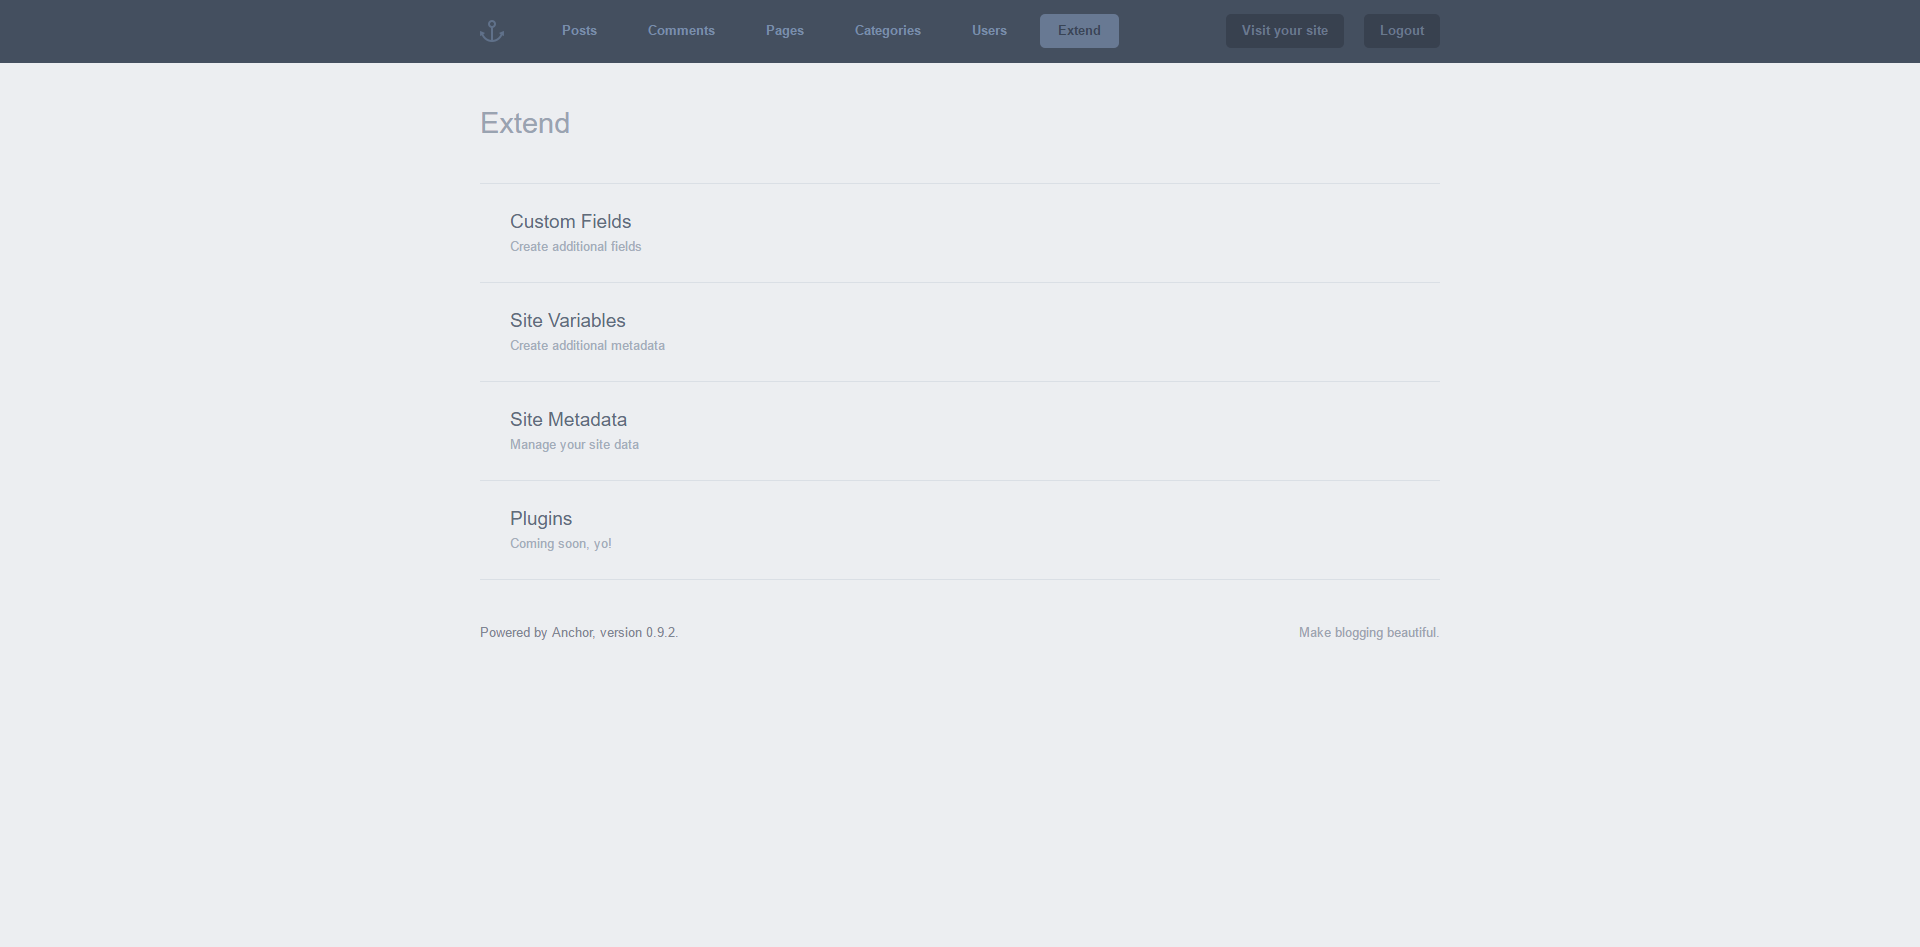 Posts Comments Pages Categories Users Extend Visit your site Logout
Extend
Custom Fields
Create additional fields
Site Variables
Create additional metadata
Site Metadata
Manage your site data
Plugins
Coming soon, yo!
Powered by Anchor, version 0.9.2. Make blogging beautiful.